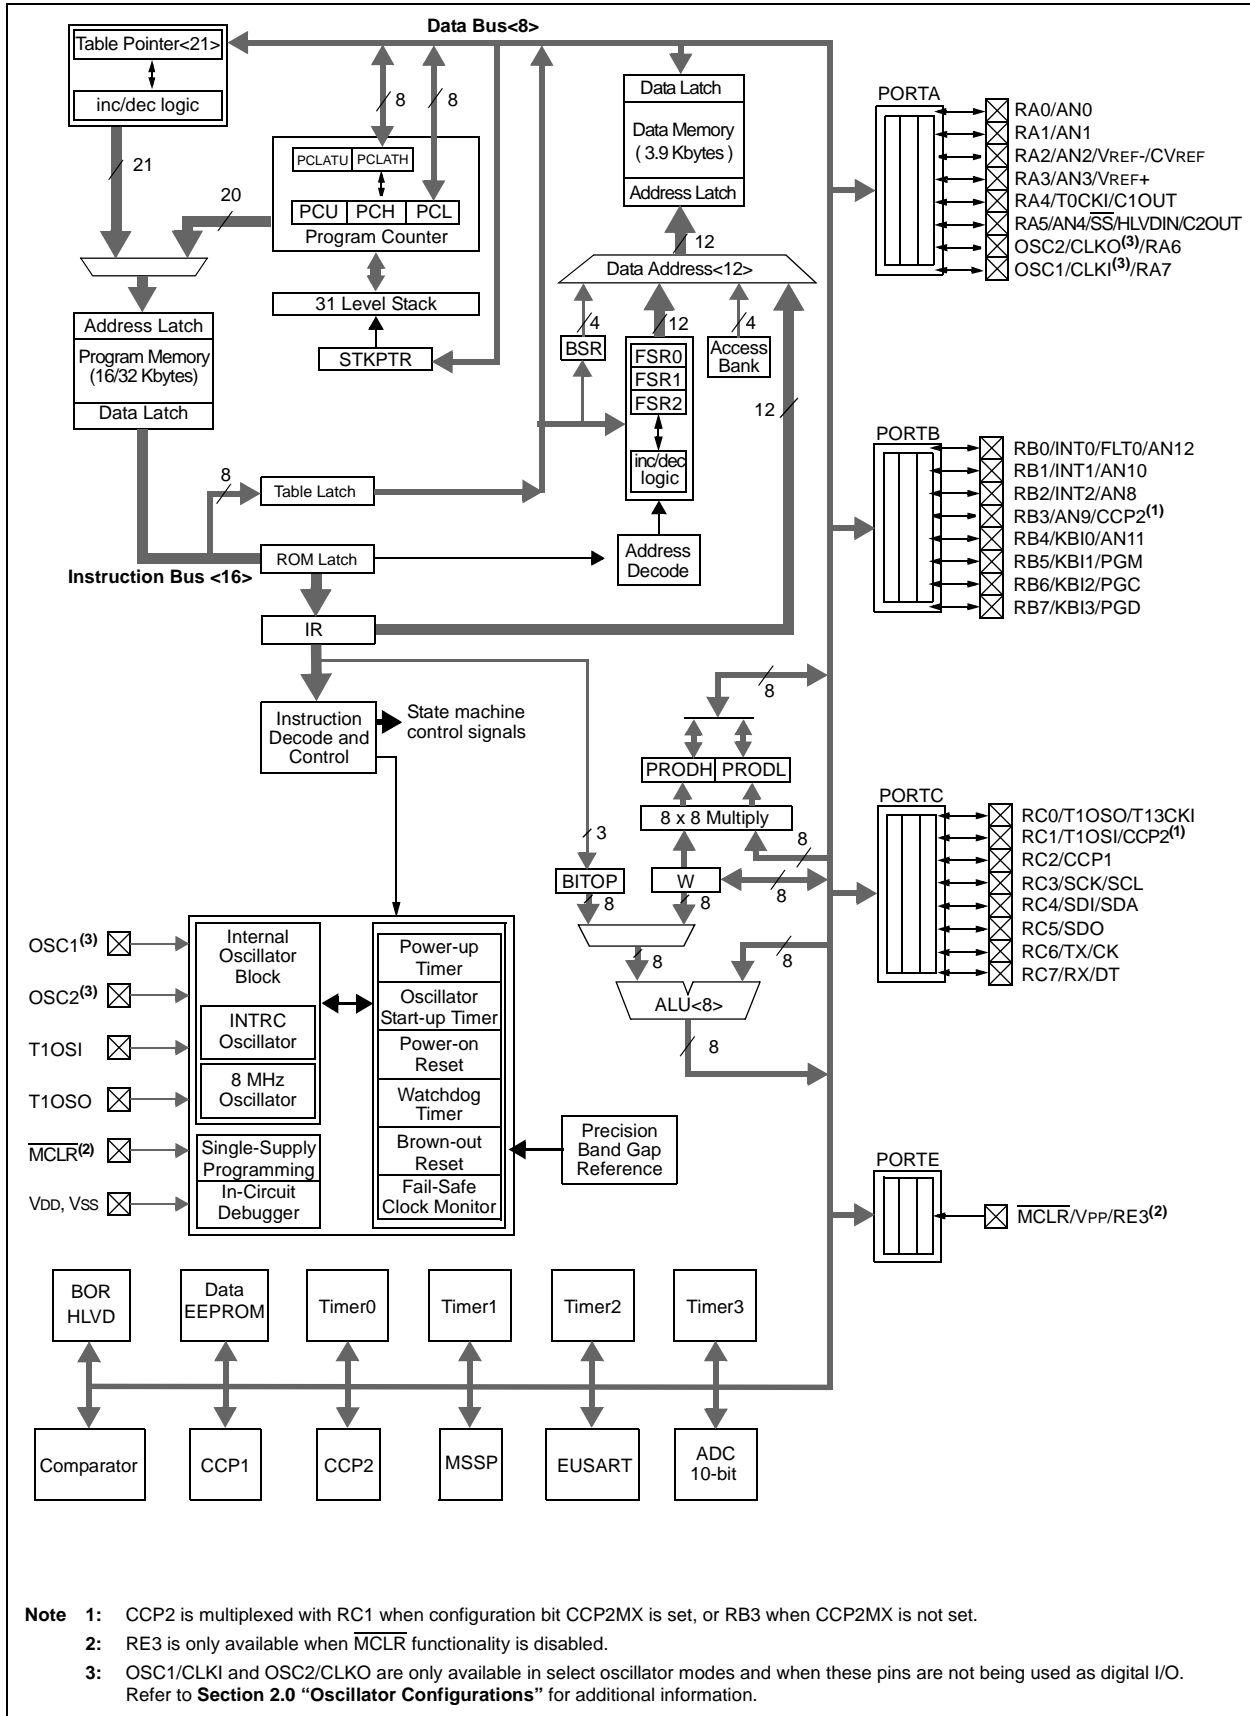 Data Bus<8>
Table Pointer<21>
inc/dec logic
21
20
8
8
PCLATU PCLATH
PCU PCH PCL
Program Counter
31 Level Stack
STKPTR
Address Latch
Program Memory
(16/32 Kbytes)
Data Latch
Instruction Bus <16>
8
Table Latch
ROM Latch
IR
Data Latch
Data Memory
( 3.9 Kbytes )
Address Latch
12
Data Address<12>
4
12
4
BSR
FSR0
FSR1
FSR2
inc/dec
logic
Access
Bank
12
Address
Decode
Instruction
Decode and
Control
State machine
control signals
8
PRODH PRODL
8 x 8 Multiply
3
8
BITOP
W
8
8
8
8
8
ALU<8>
8
OSC1(3)
OSC2(3)
T1OSI
T1OSO
MCLR(2)
VDD, VSS
Internal
Oscillator
Block
INTRC
Oscillator
8 MHz
Oscillator
Single-Supply
Programming
In-Circuit
Debugger
Power-up
Timer
Oscillator
Start-up Timer
Power-on
Reset
Watchdog
Timer
Brown-out
Reset
Fail-Safe
Clock Monitor
Precision
Band Gap
Reference
PORTA
RA0/AN0
RA1/AN1
RA2/AN2/VREF-/CVREF
RA3/AN3/VREF+
RA4/T0CKI/C1OUT
RA5/AN4/SS/HLVDIN/C2OUT
OSC2/CLKO(3)/RA6
OSC1/CLKI(3)/RA7
PORTB
RB0/INT0/FLT0/AN12
RB1/INT1/AN10
RB2/INT2/AN8
RB3/AN9/CCP2(1)
RB4/KBI0/AN11
RB5/KBI1/PGM
RB6/KBI2/PGC
RB7/KBI3/PGD
PORTC
RC0/T1OSO/T13CKI
RC1/T1OSI/CCP2(1)
RC2/CCP1
RC3/SCK/SCL
RC4/SDI/SDA
RC5/SDO
RC6/TX/CK
RC7/RX/DT
PORTE
MCLR/VPP/RE3(2)
BOR
HLVD
Data
EEPROM
Timer0
Timer1
Timer2
Timer3
Comparator
CCP1
CCP2
MSSP
EUSART
ADC
10-bit
Note 1: CCP2 is multiplexed with RC1 when configuration bit CCP2MX is set, or RB3 when CCP2MX is not set.
2: RE3 is only available when MCLR functionality is disabled.
3: OSC1/CLKI and OSC2/CLKO are only available in select oscillator modes and when these pins are not being used as digital I/O.
Refer to Section 2.0 “Oscillator Configurations” for additional information.